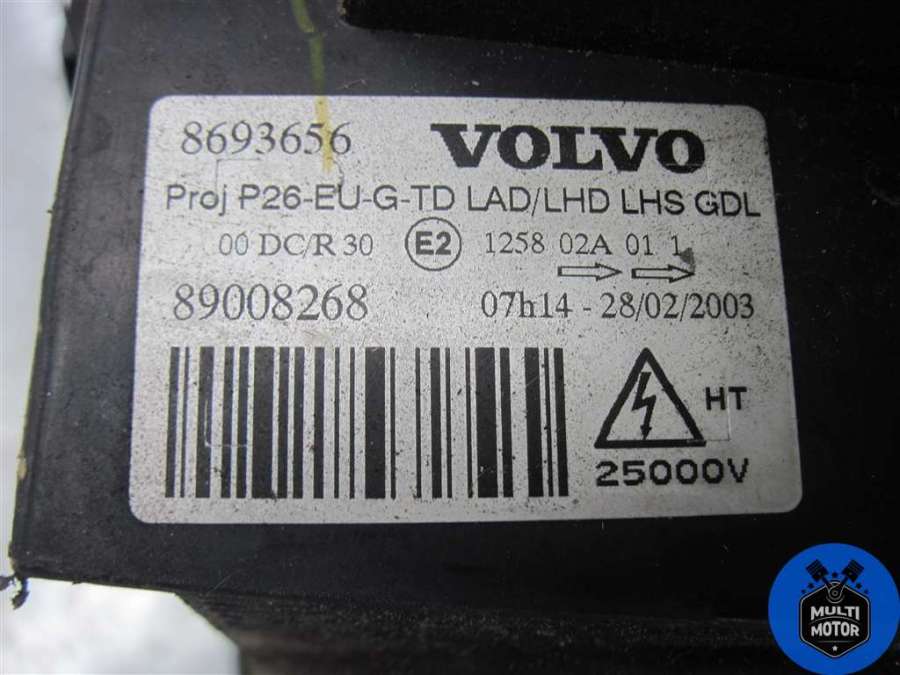 8693656 VOLVO
Proj P26-EU-G-TD LAD/LHD LHS GDL
00 DC/R 30 E2 1258 02A 01 1
89008268 07h14 - 28/02/2003
HT
25000V
MULTI
MOTOR